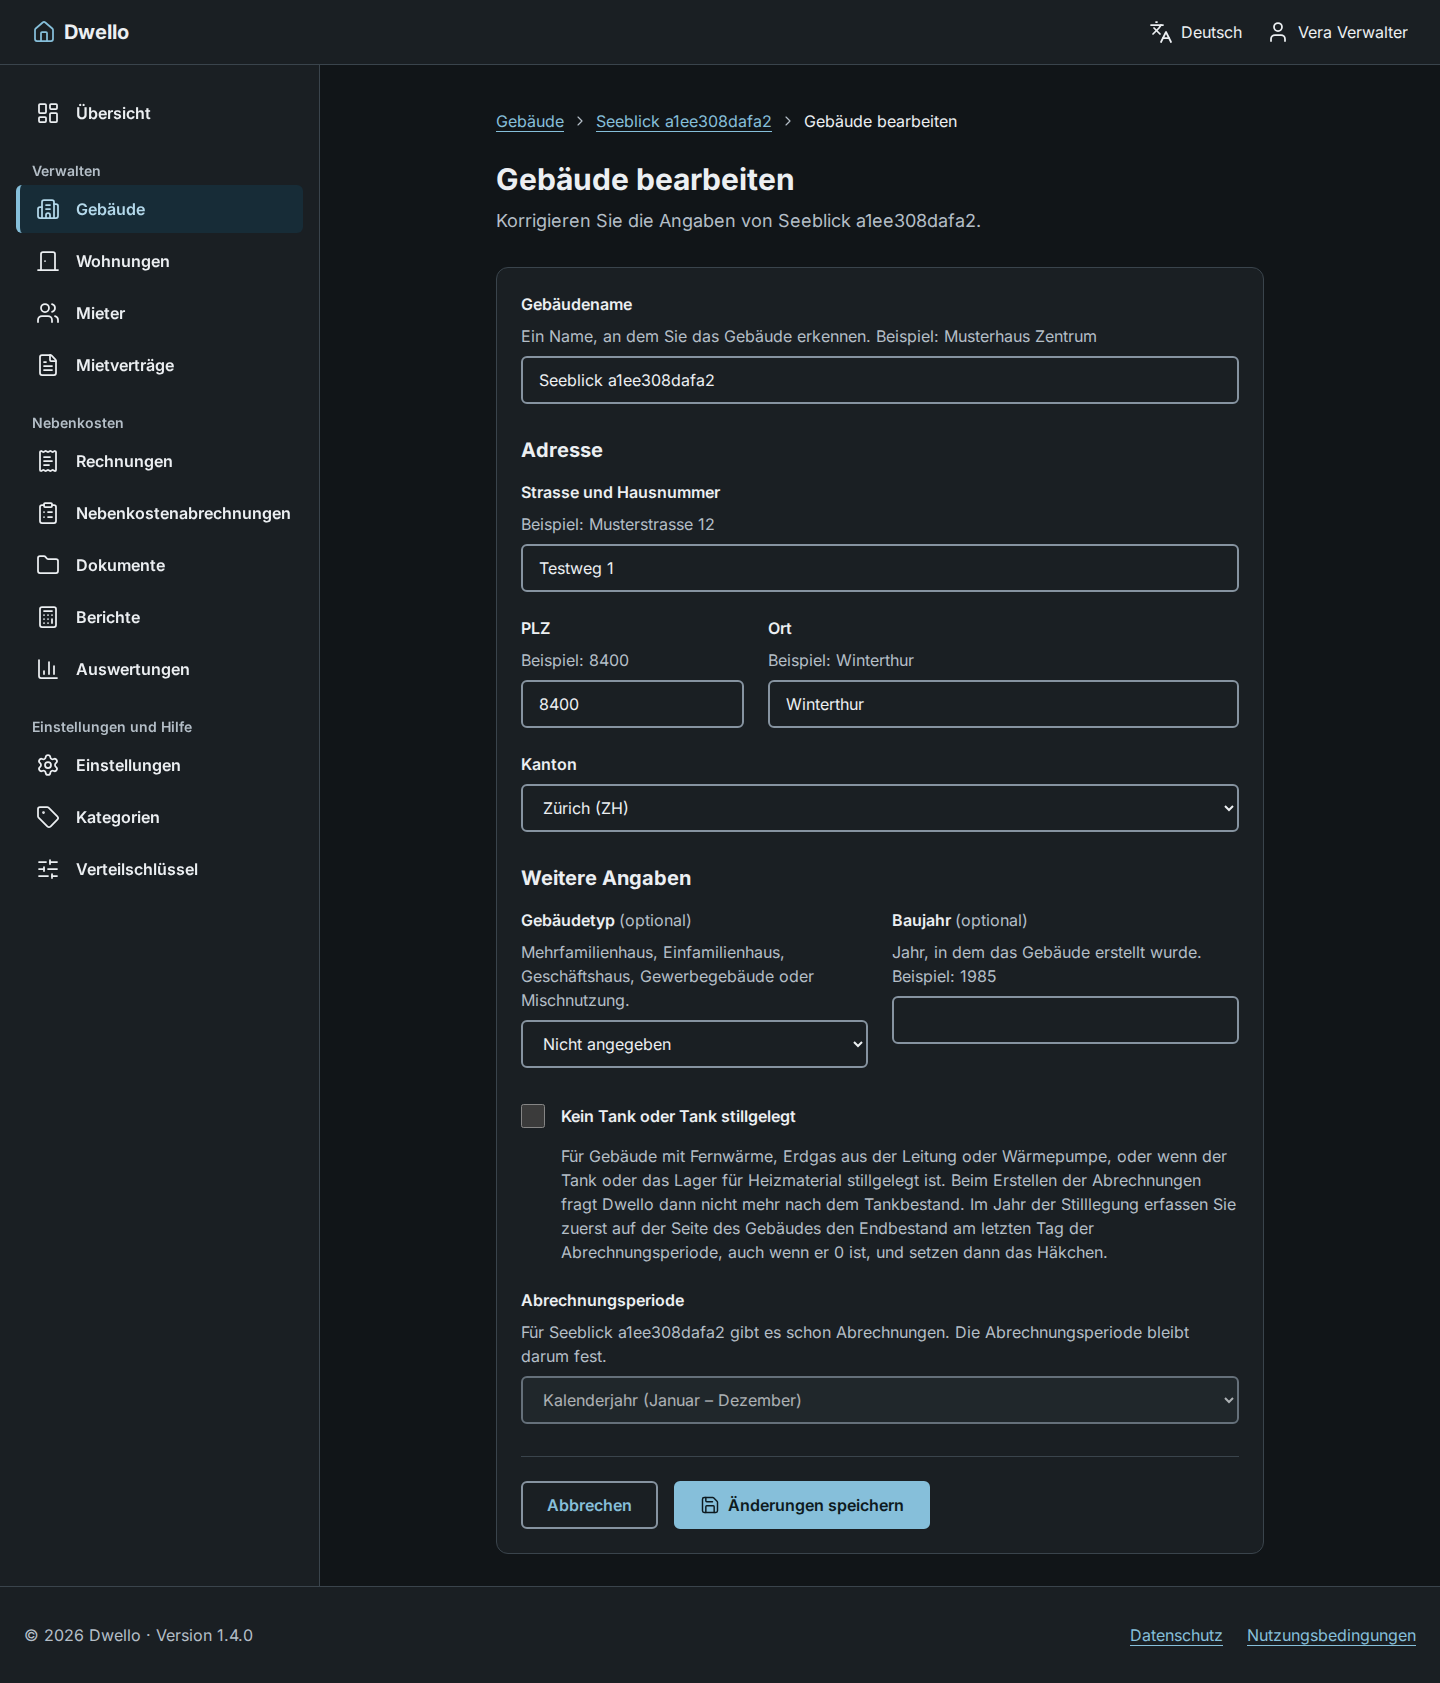 Dwello
Deutsch
Vera Verwalter
Übersicht
Verwalten
Gebäude
Wohnungen
Mieter
Mietverträge
Nebenkosten
Rechnungen
Nebenkostenabrechnungen
Dokumente
Berichte
Auswertungen
Einstellungen und Hilfe
Einstellungen
Kategorien
Verteilschlüssel
Gebäude > Seeblick a1ee308dafa2 > Gebäude bearbeiten
Gebäude bearbeiten
Korrigieren Sie die Angaben von Seeblick a1ee308dafa2.
Gebäudename
Ein Name, an dem Sie das Gebäude erkennen. Beispiel: Musterhaus Zentrum
Seeblick a1ee308dafa2
Adresse
Strasse und Hausnummer
Beispiel: Musterstrasse 12
Testweg 1
PLZ
Beispiel: 8400
8400
Ort
Beispiel: Winterthur
Winterthur
Kanton
Zürich (ZH)
Weitere Angaben
Gebäudetyp (optional)
Mehrfamilienhaus, Einfamilienhaus,
Geschäftshaus, Gewerbegebäude oder
Mischnutzung.
Nicht angegeben
Baujahr (optional)
Jahr, in dem das Gebäude erstellt wurde.
Beispiel: 1985
Kein Tank oder Tank stillgelegt
Für Gebäude mit Fernwärme, Erdgas aus der Leitung oder Wärmepumpe, oder wenn der
Tank oder das Lager für Heizmaterial stillgelegt ist. Beim Erstellen der Abrechnungen
fragt Dwello dann nicht mehr nach dem Tankbestand. Im Jahr der Stilllegung erfassen Sie
zuerst auf der Seite des Gebäudes den Endbestand am letzten Tag der
Abrechnungsperiode, auch wenn er 0 ist, und setzen dann das Häkchen.
Abrechnungsperiode
Für Seeblick a1ee308dafa2 gibt es schon Abrechnungen. Die Abrechnungsperiode bleibt
darum fest.
Kalenderjahr (Januar – Dezember)
Abbrechen
Änderungen speichern
© 2026 Dwello · Version 1.4.0
Datenschutz
Nutzungsbedingungen